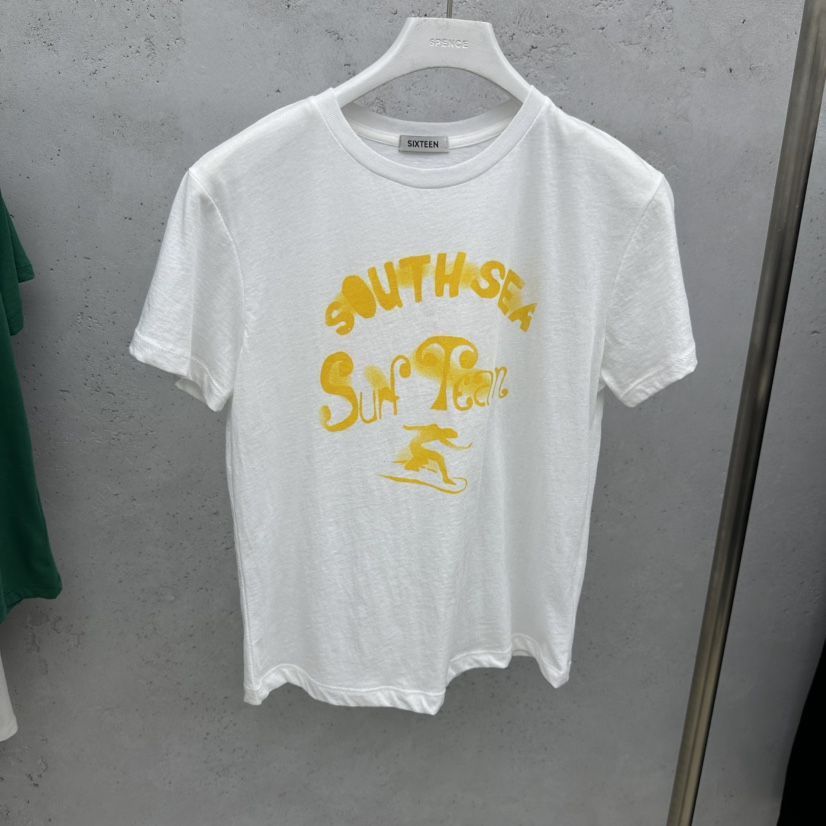 SPENCE
SIXTEEN
SOUTH SEA
Surf Team